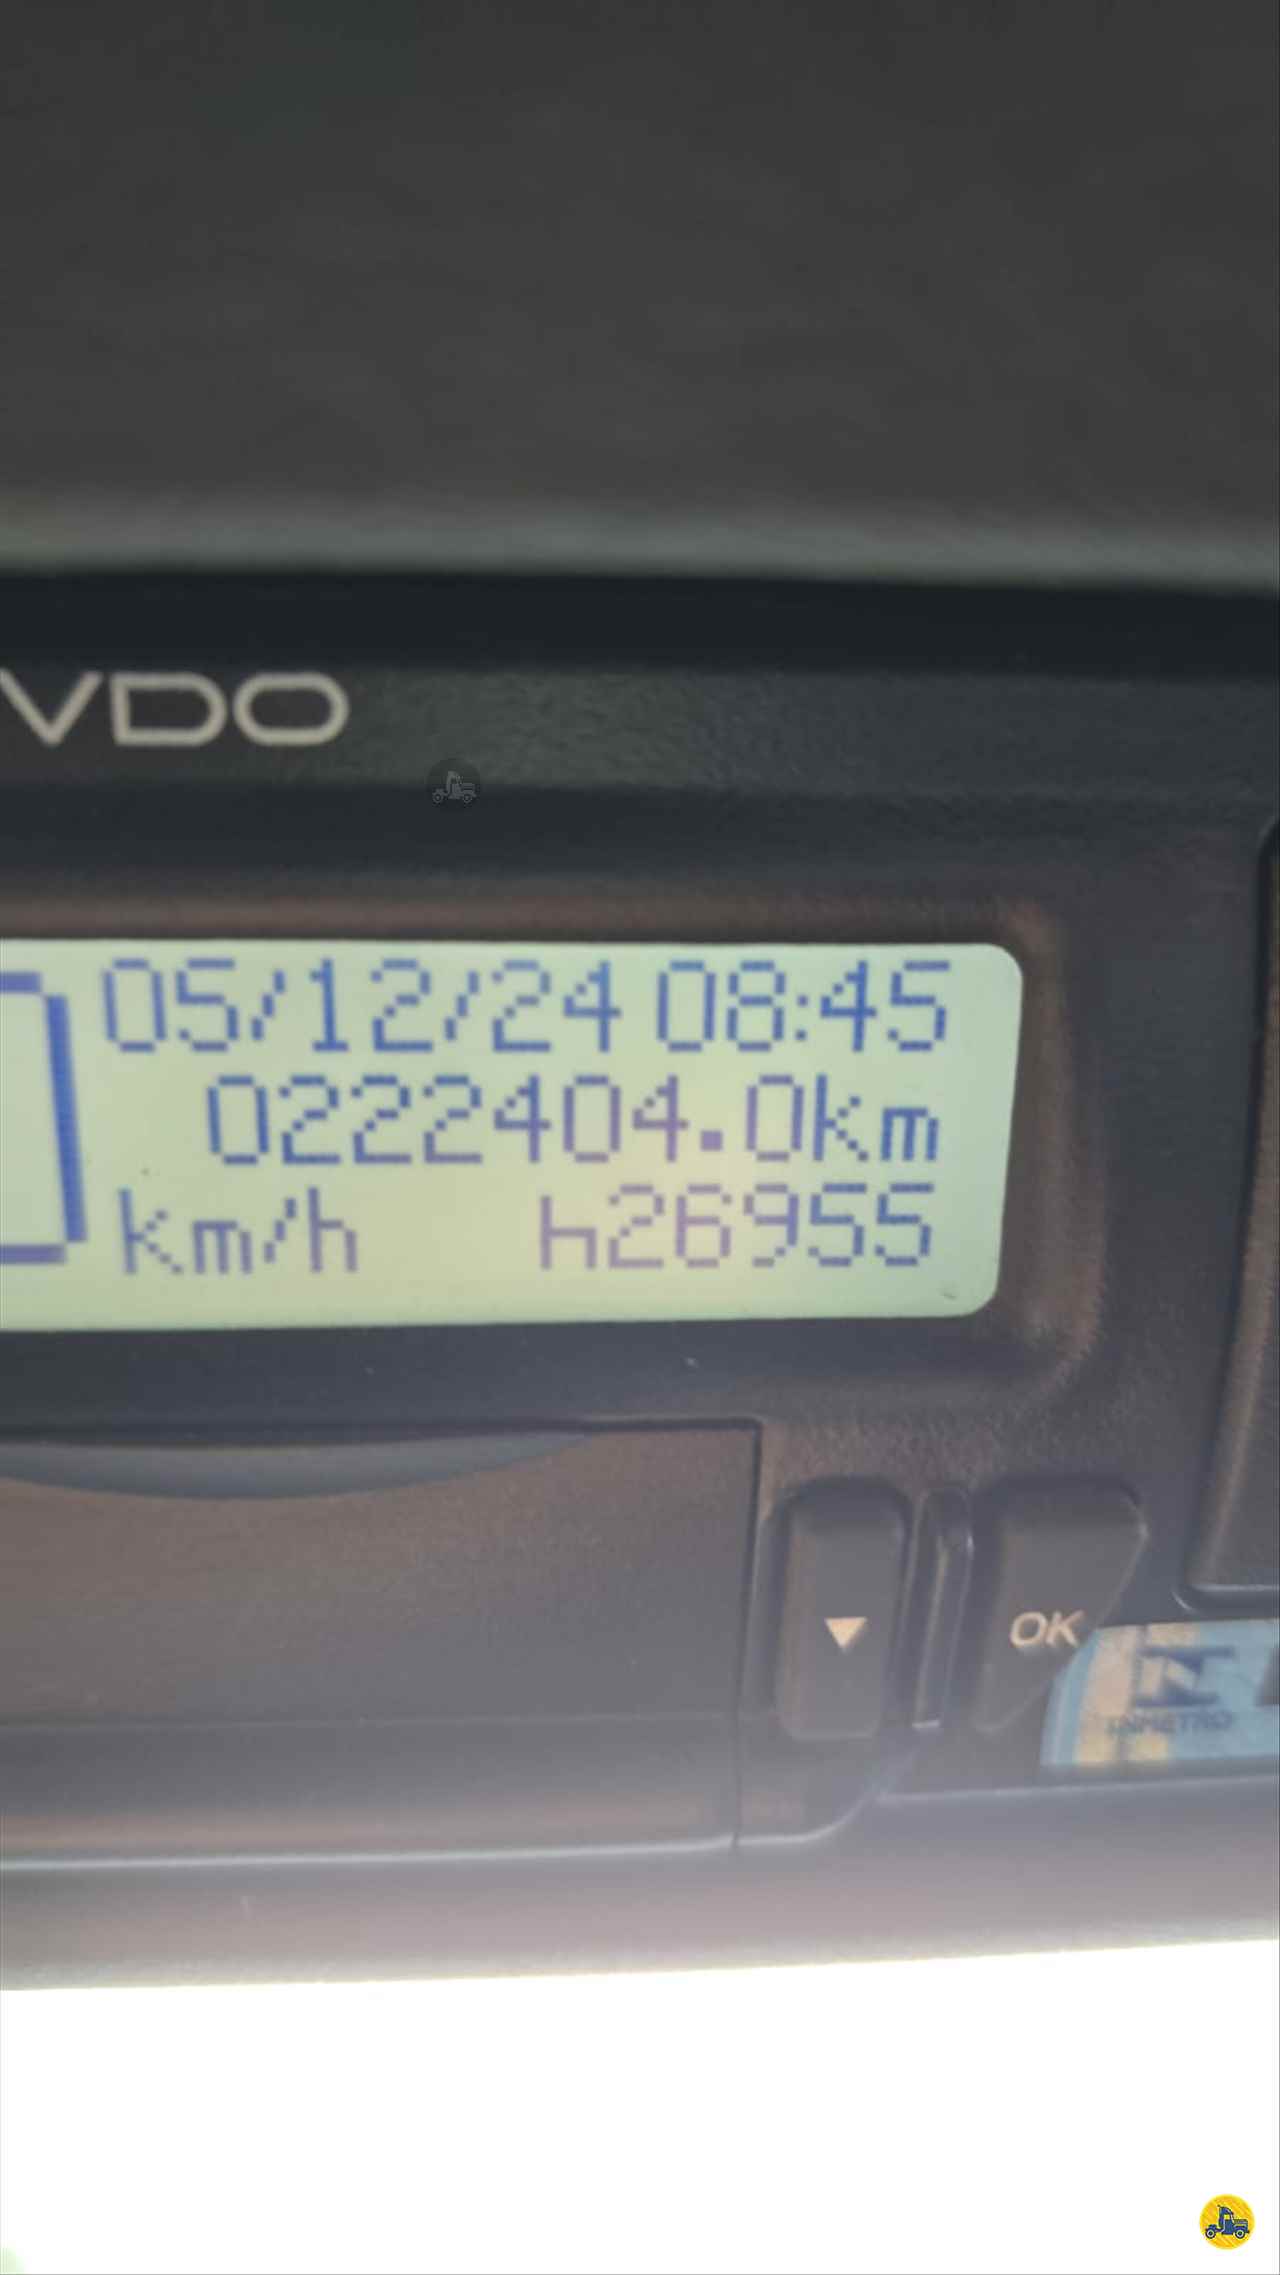 VDO
05/12/24 08:45
0222404.0km
km/h h26955
OK
INMETRO